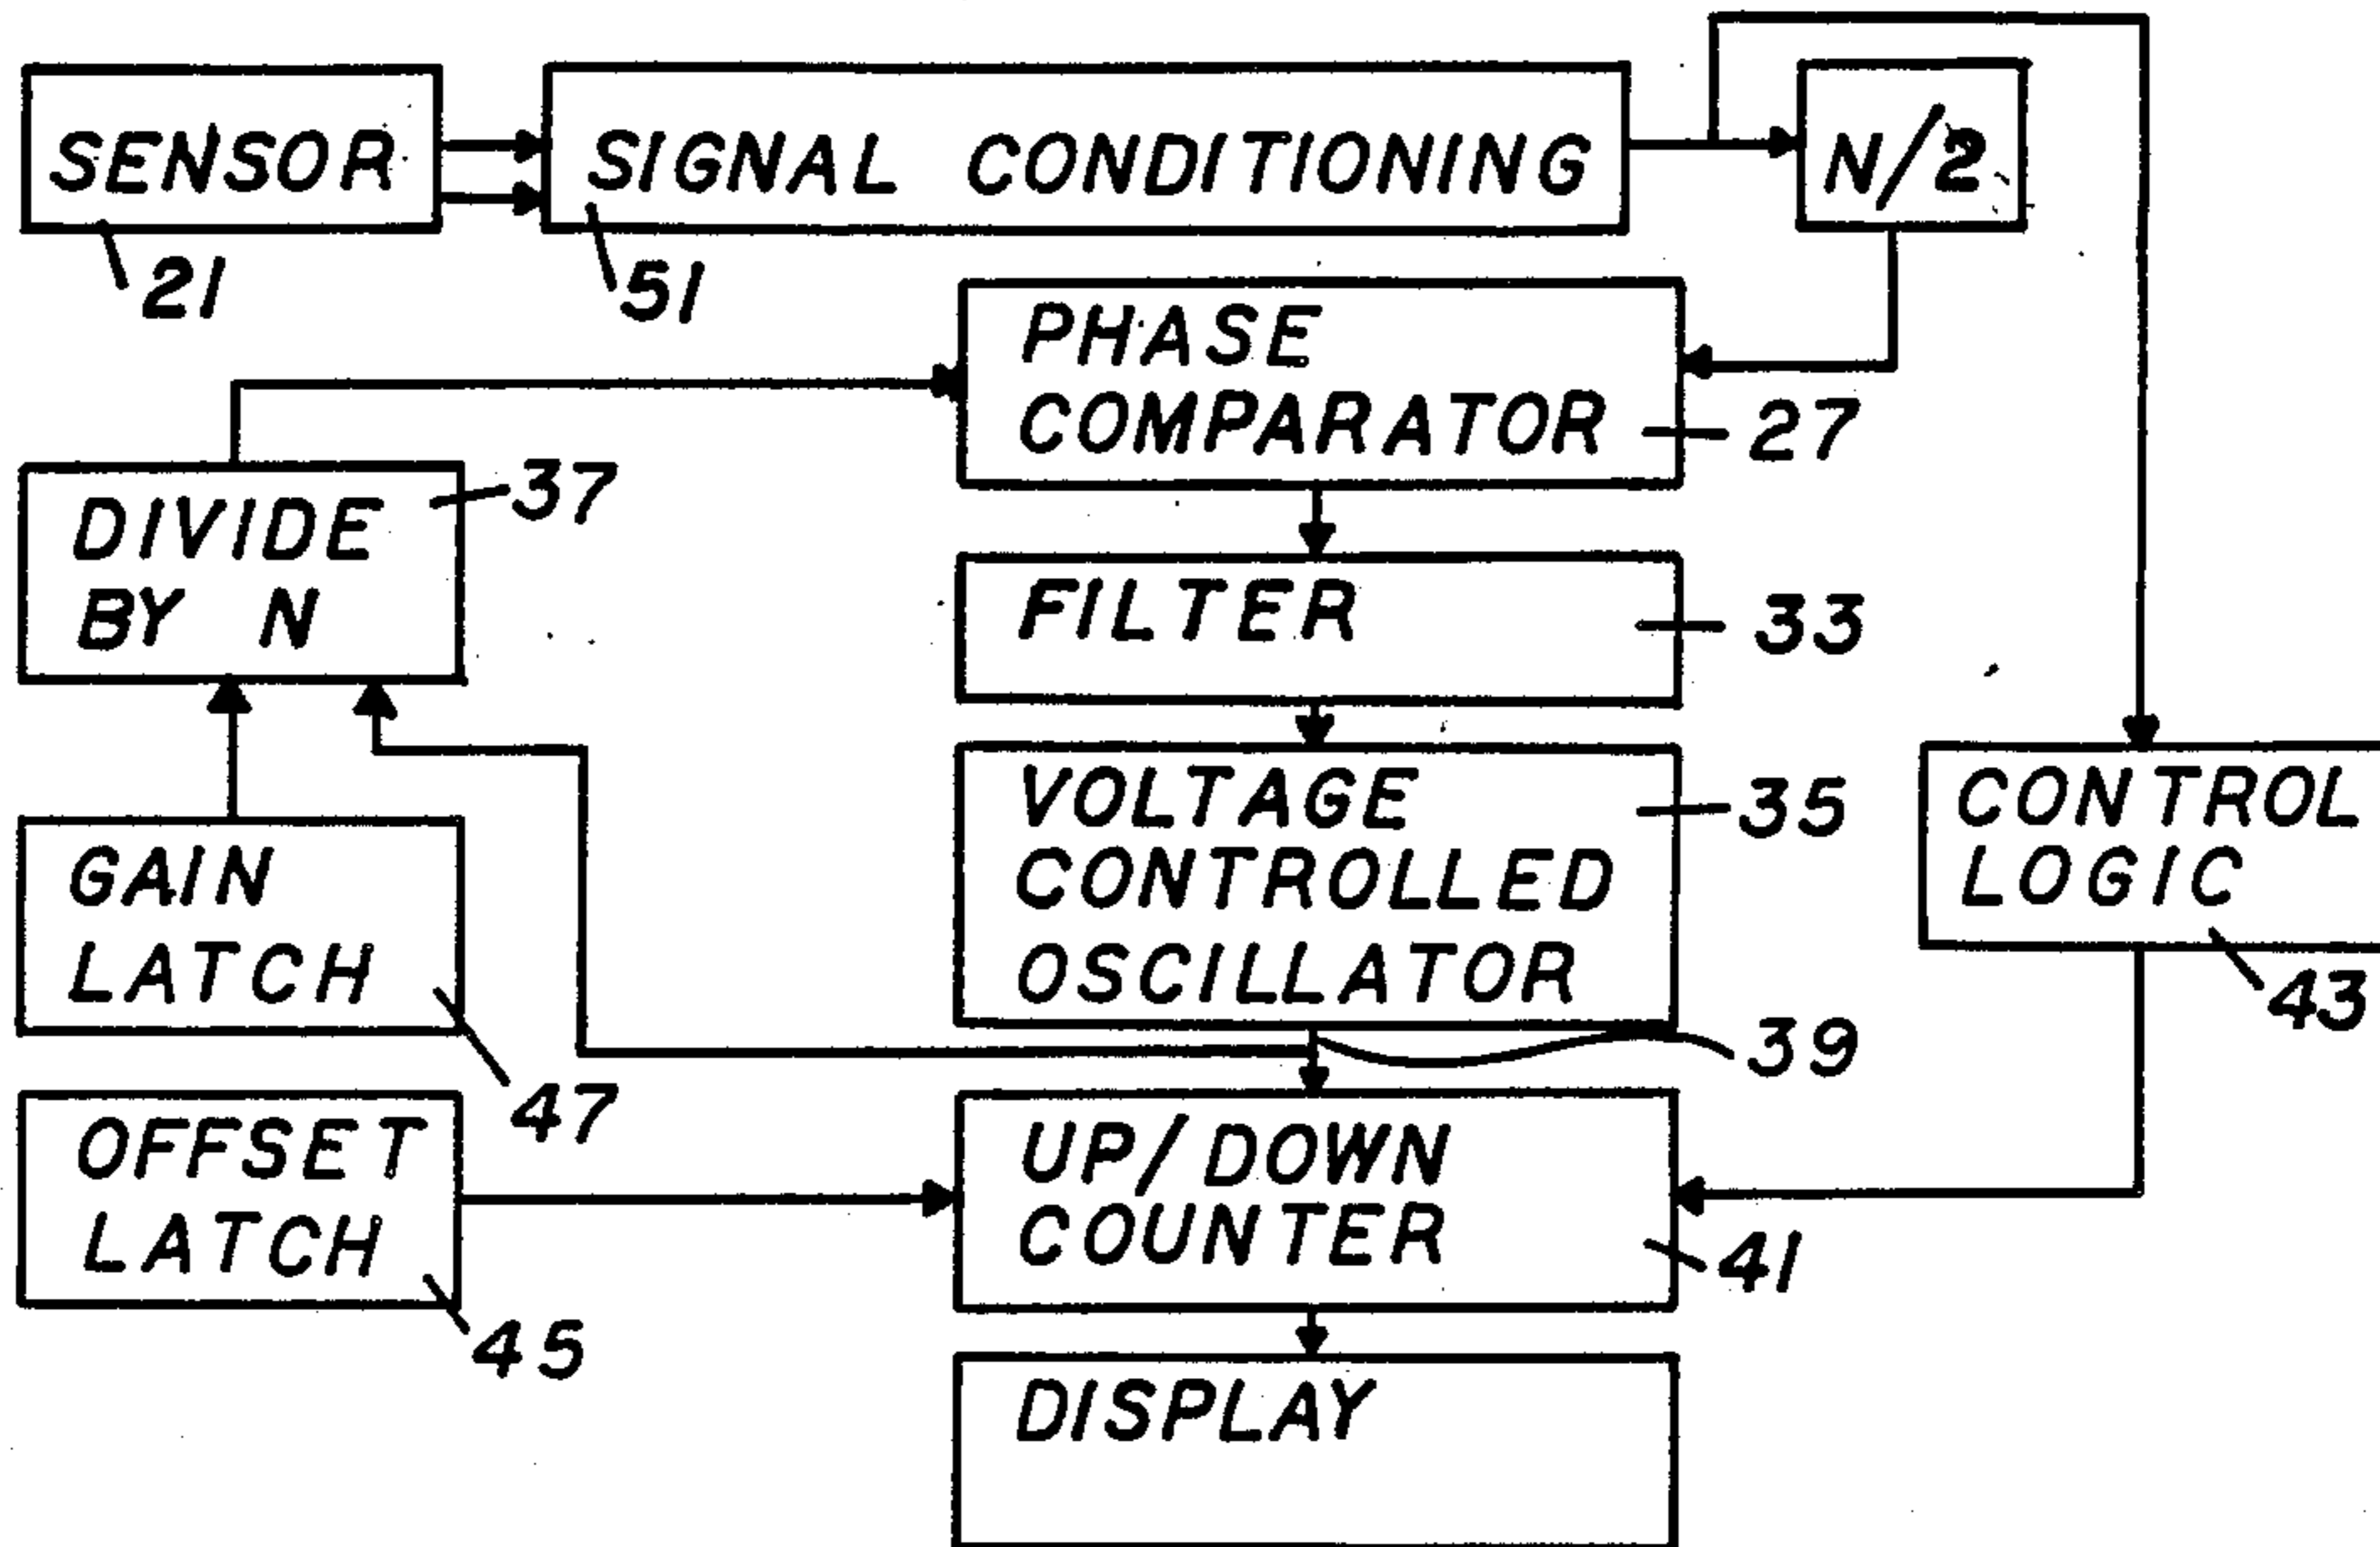 SENSOR
21
SIGNAL CONDITIONING
51
N/2
PHASE
COMPARATOR
27
DIVIDE
BY N
37
FILTER
33
VOLTAGE
CONTROLLED
OSCILLATOR
35
CONTROL
LOGIC
43
GAIN
LATCH
47
39
OFFSET
LATCH
45
UP/DOWN
COUNTER
41
DISPLAY